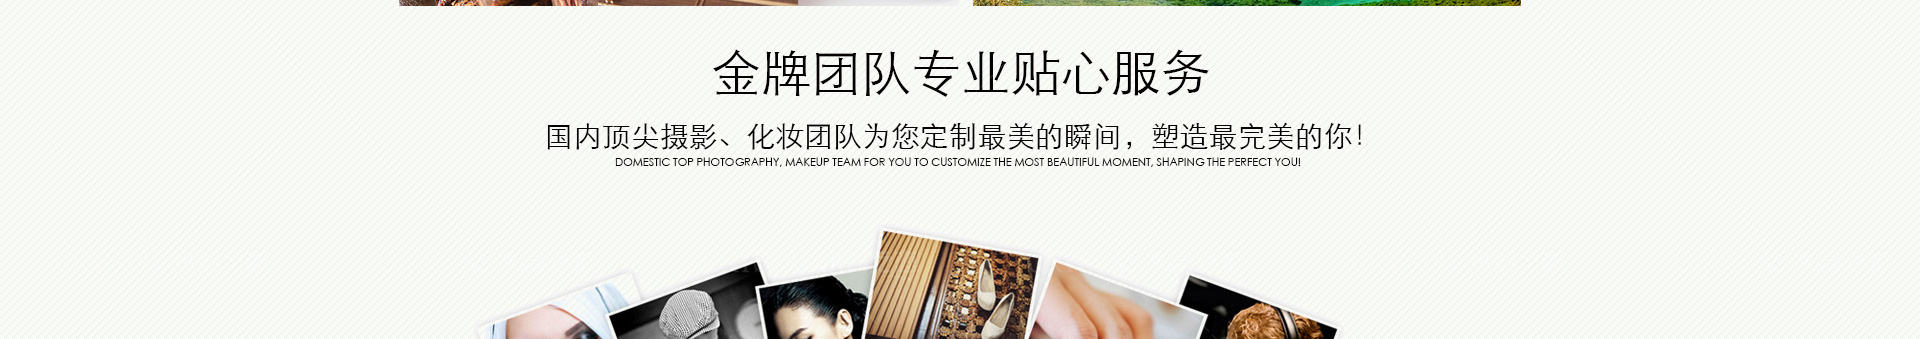 金牌团队专业贴心服务
国内顶尖摄影、化妆团队为您定制最美的瞬间，塑造最完美的你！
DOMESTIC TOP PHOTOGRAPHY, MAKEUP TEAM FOR YOU TO CUSTOMIZE THE MOST BEAUTIFUL MOMENT, SHAPING THE PERFECT YOU!